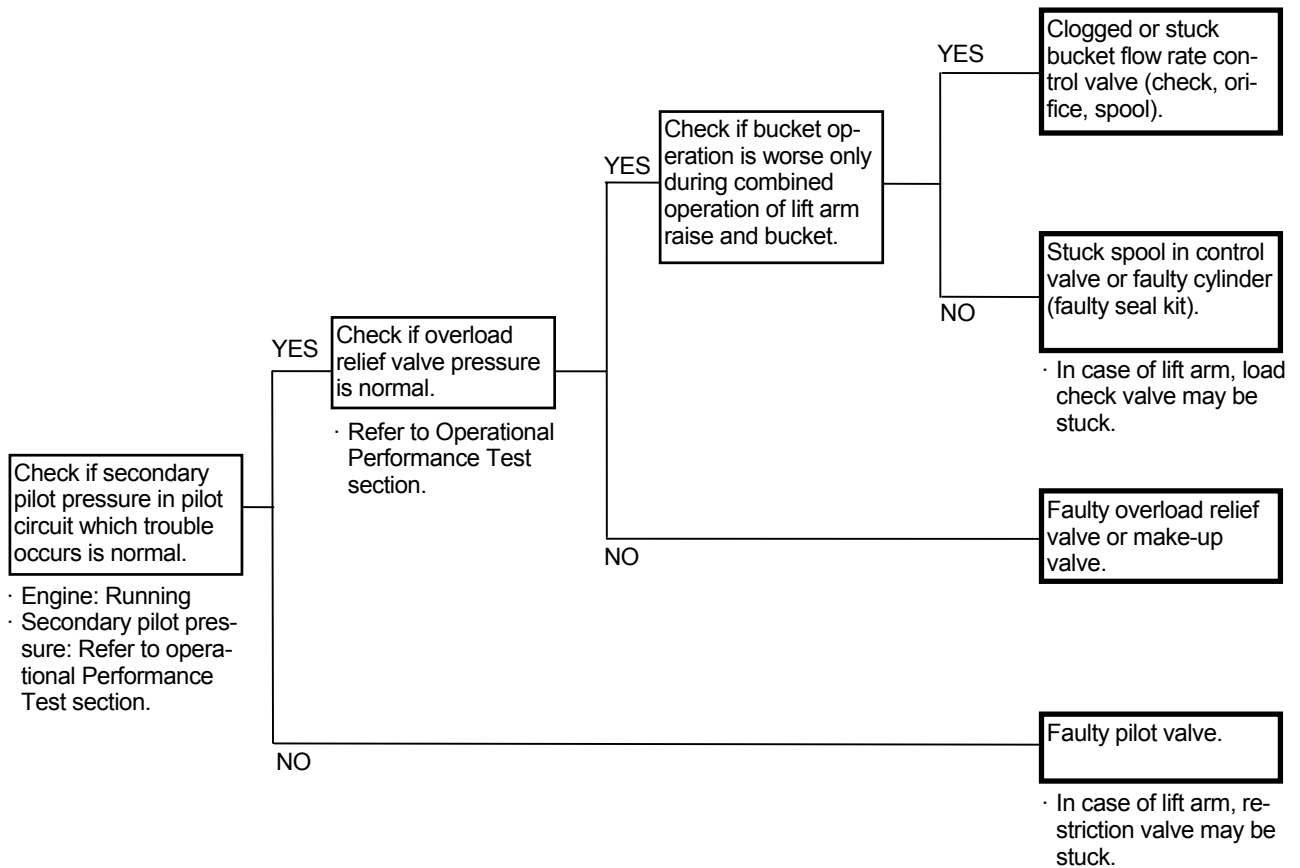 Check if secondary
pilot pressure in pilot
circuit which trouble
occurs is normal.
· Engine: Running
· Secondary pilot pres-
sure: Refer to opera-
tional Performance
Test section.
YES
NO
Check if overload
relief valve pressure
is normal.
· Refer to Operational
Performance Test
section.
YES
NO
Check if bucket op-
eration is worse only
during combined
operation of lift arm
raise and bucket.
YES
NO
Clogged or stuck
bucket flow rate con-
trol valve (check, ori-
fice, spool).
Stuck spool in control
valve or faulty cylinder
(faulty seal kit).
· In case of lift arm, load
check valve may be
stuck.
Faulty overload relief
valve or make-up
valve.
Faulty pilot valve.
· In case of lift arm, re-
striction valve may be
stuck.